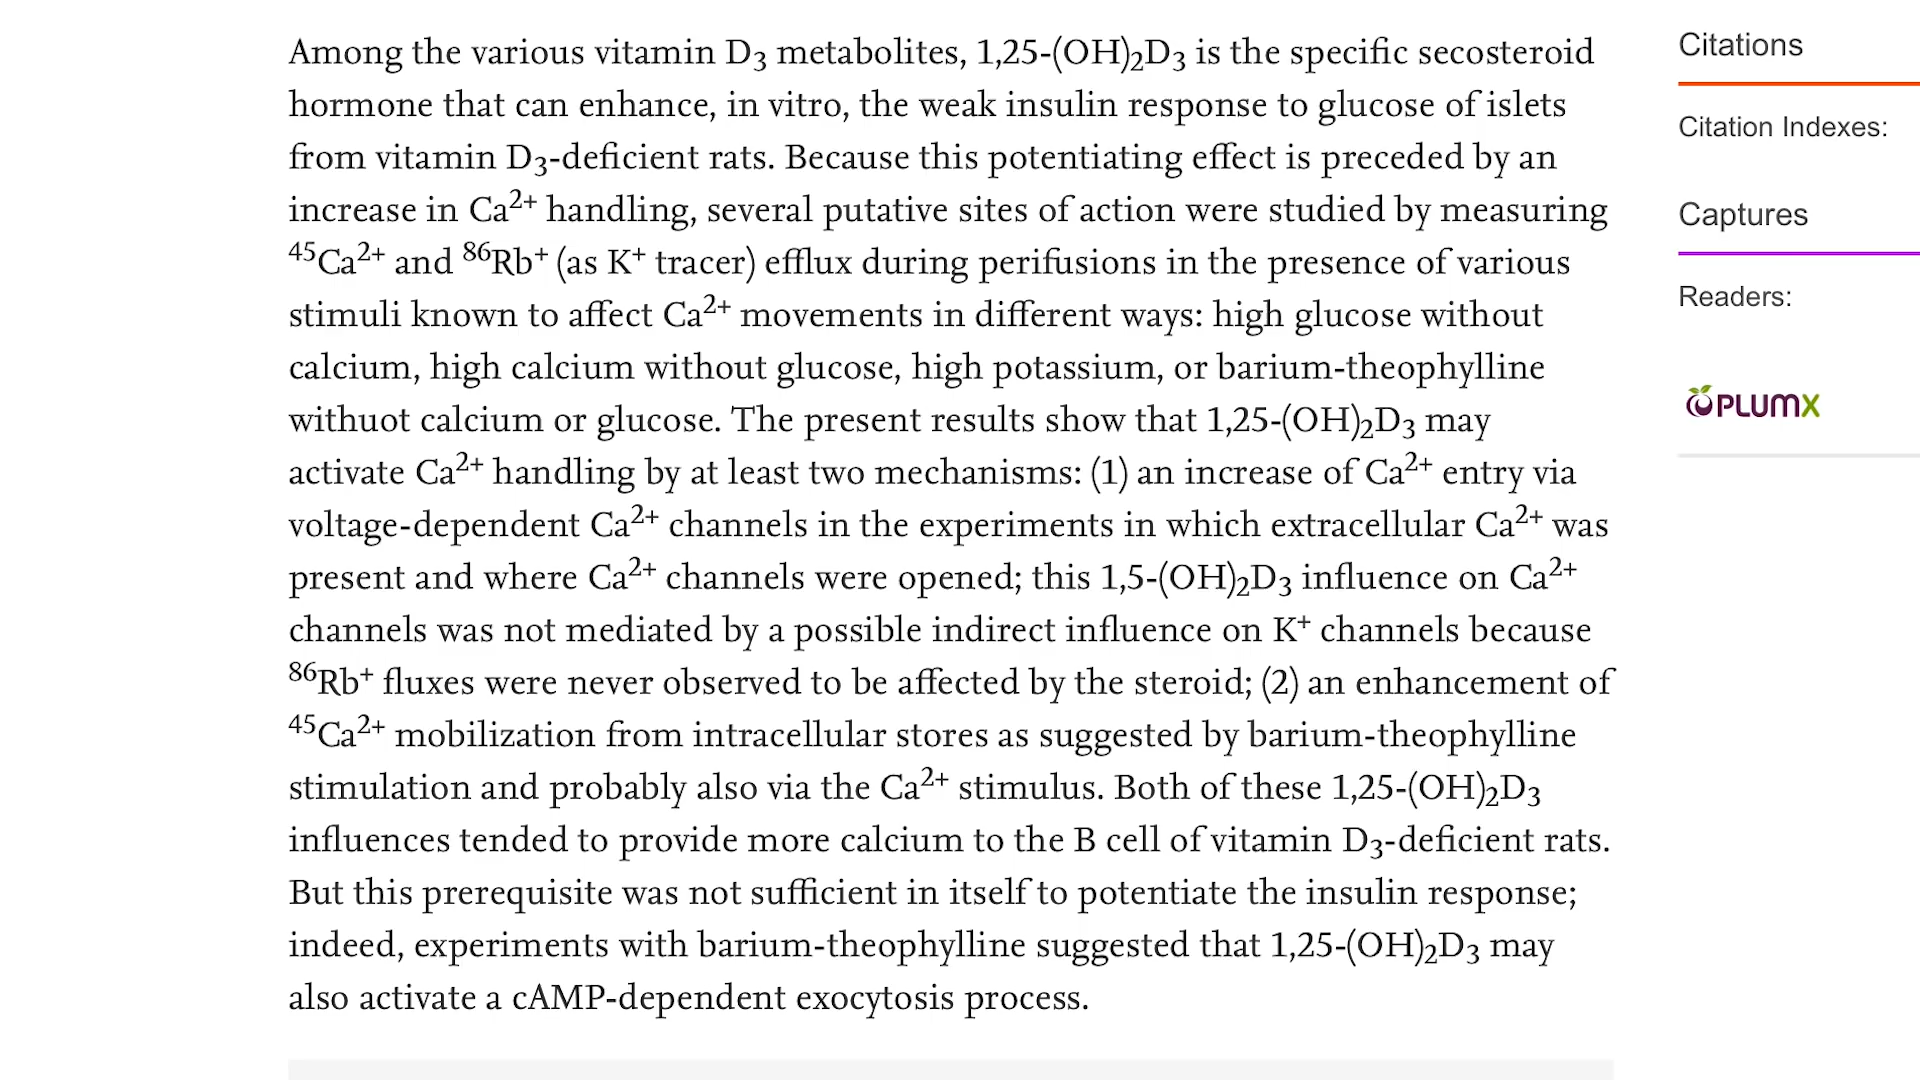 Among the various vitamin D3 metabolites, 1,25-(OH)2D3 is the specific secosteroid
hormone that can enhance, in vitro, the weak insulin response to glucose of islets
from vitamin D3-deficient rats. Because this potentiating effect is preceded by an
increase in Ca2+ handling, several putative sites of action were studied by measuring
45Ca2+ and 86Rb+ (as K+ tracer) efflux during perifusions in the presence of various
stimuli known to affect Ca2+ movements in different ways: high glucose without
calcium, high calcium without glucose, high potassium, or barium-theophylline
withuot calcium or glucose. The present results show that 1,25-(OH)2D3 may
activate Ca2+ handling by at least two mechanisms: (1) an increase of Ca2+ entry via
voltage-dependent Ca2+ channels in the experiments in which extracellular Ca2+ was
present and where Ca2+ channels were opened; this 1,5-(OH)2D3 influence on Ca2+
channels was not mediated by a possible indirect influence on K+ channels because
86Rb+ fluxes were never observed to be affected by the steroid; (2) an enhancement of
45Ca2+ mobilization from intracellular stores as suggested by barium-theophylline
stimulation and probably also via the Ca2+ stimulus. Both of these 1,25-(OH)2D3
influences tended to provide more calcium to the B cell of vitamin D3-deficient rats.
But this prerequisite was not sufficient in itself to potentiate the insulin response;
indeed, experiments with barium-theophylline suggested that 1,25-(OH)2D3 may
also activate a cAMP-dependent exocytosis process.
Citations
Citation Indexes:
Captures
Readers:
PLUMX